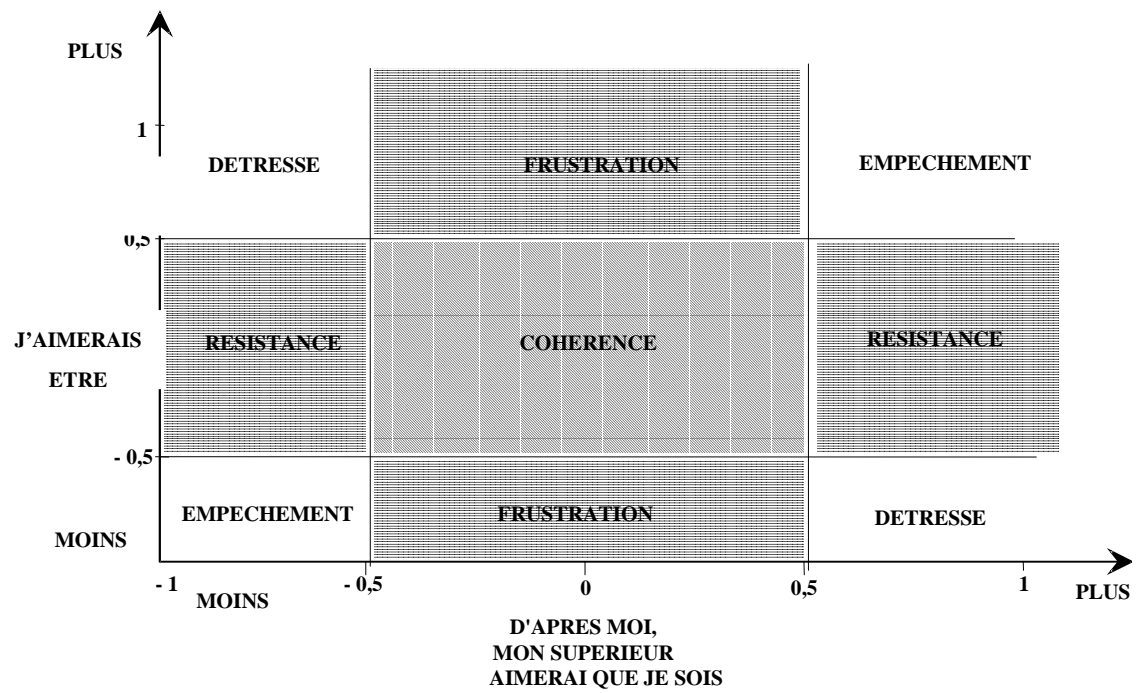 PLUS
1
DETRESSE FRUSTRATION EMPECHEMENT
0,5
J'AIMERAIS
ETRE
RESISTANCE COHERENCE RESISTANCE
- 0,5
EMPECHEMENT FRUSTRATION DETRESSE
MOINS
- 1 - 0,5 0 0,5 1 PLUS
MOINS
D'APRES MOI,
MON SUPERIEUR
AIMERAI QUE JE SOIS